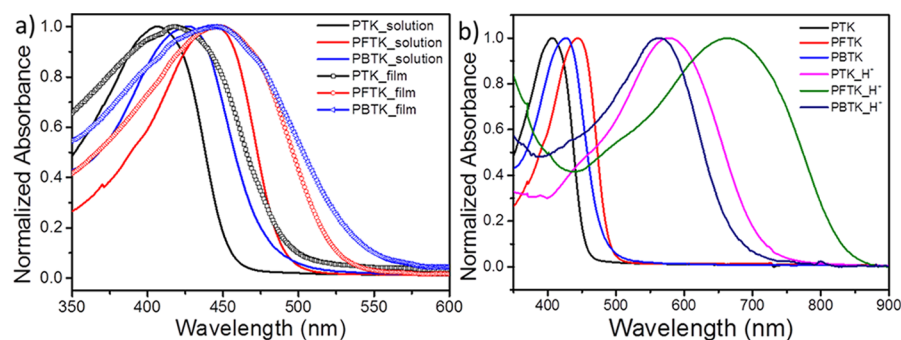 a)
Normalized Absorbance
1.0
0.8
0.6
0.4
0.2
0.0
PTK_solution
PFTK_solution
PBTK_solution
PTK_film
PFTK_film
PBTK_film
350 400 450 500 550 600
Wavelength (nm)
b)
Normalized Absorbance
1.0
0.8
0.6
0.4
0.2
0.0
PTK
PFTK
PBTK
PTK_H⁺
PFTK_H⁺
PBTK_H⁺
400 500 600 700 800 900
Wavelength (nm)